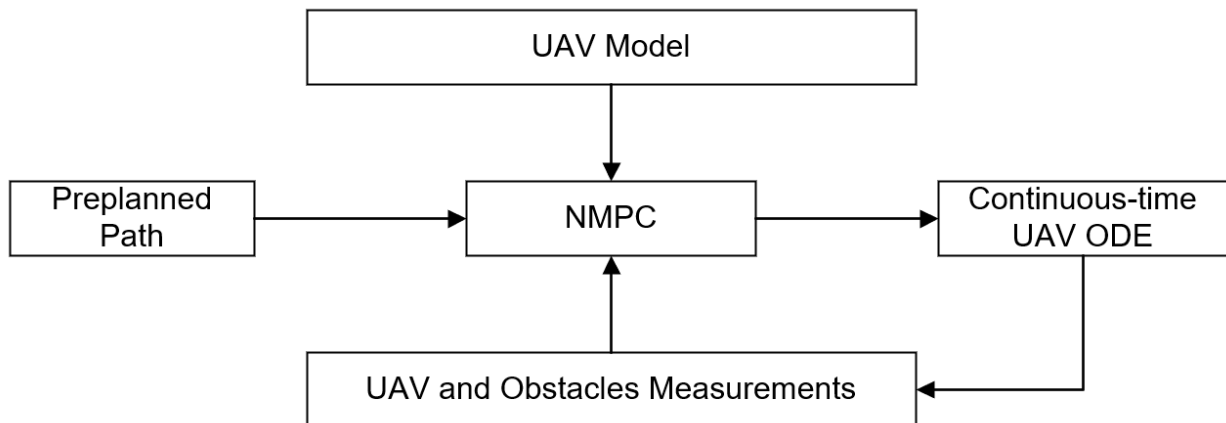 UAV Model
Preplanned
Path
NMPC
Continuous-time
UAV ODE
UAV and Obstacles Measurements